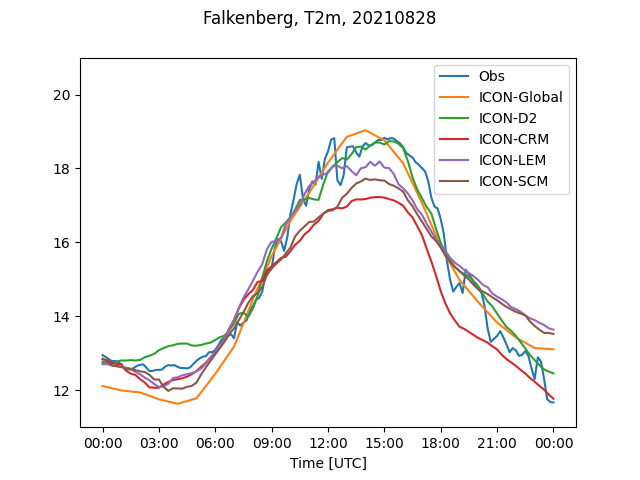 Falkenberg, T2m, 20210828
Obs
ICON-Global
ICON-D2
ICON-CRM
ICON-LEM
ICON-SCM
20
18
16
14
12
00:00 03:00 06:00 09:00 12:00 15:00 18:00 21:00 00:00
Time [UTC]